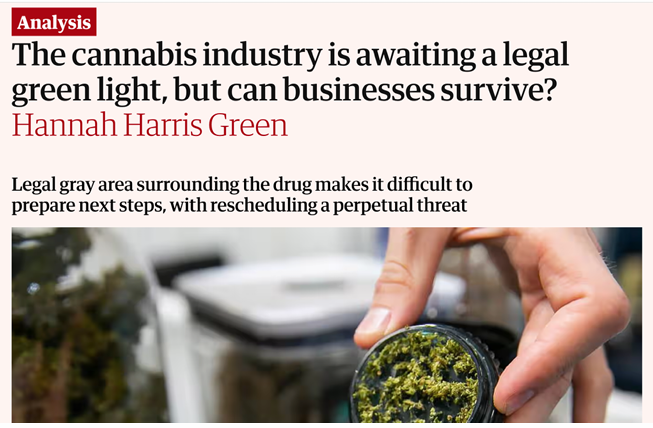 Analysis
The cannabis industry is awaiting a legal
green light, but can businesses survive?
Hannah Harris Green
Legal gray area surrounding the drug makes it difficult to
prepare next steps, with rescheduling a perpetual threat